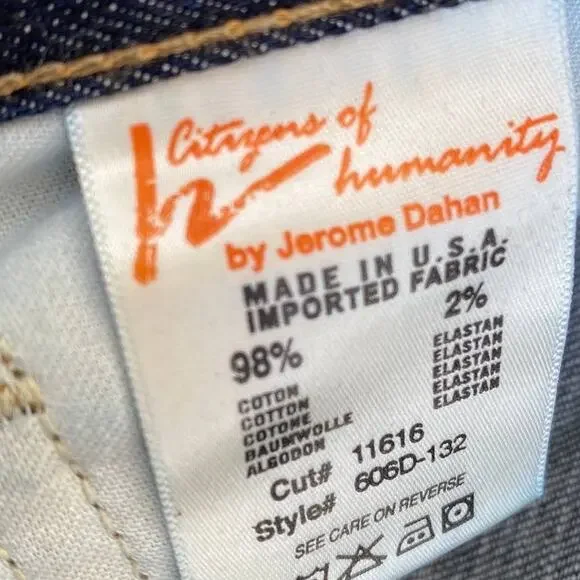 Citizens of
humanity
by Jerome Dahan
MADE IN U.S.A.
IMPORTED FABRIC
98% 2%
COTON ELASTAN
COTTON ELASTAN
COTONE ELASTAN
BAUMWOLLE ELASTAN
ALGODON ELASTAN
Cut# 11616
Style# 606D-132
SEE CARE ON REVERSE